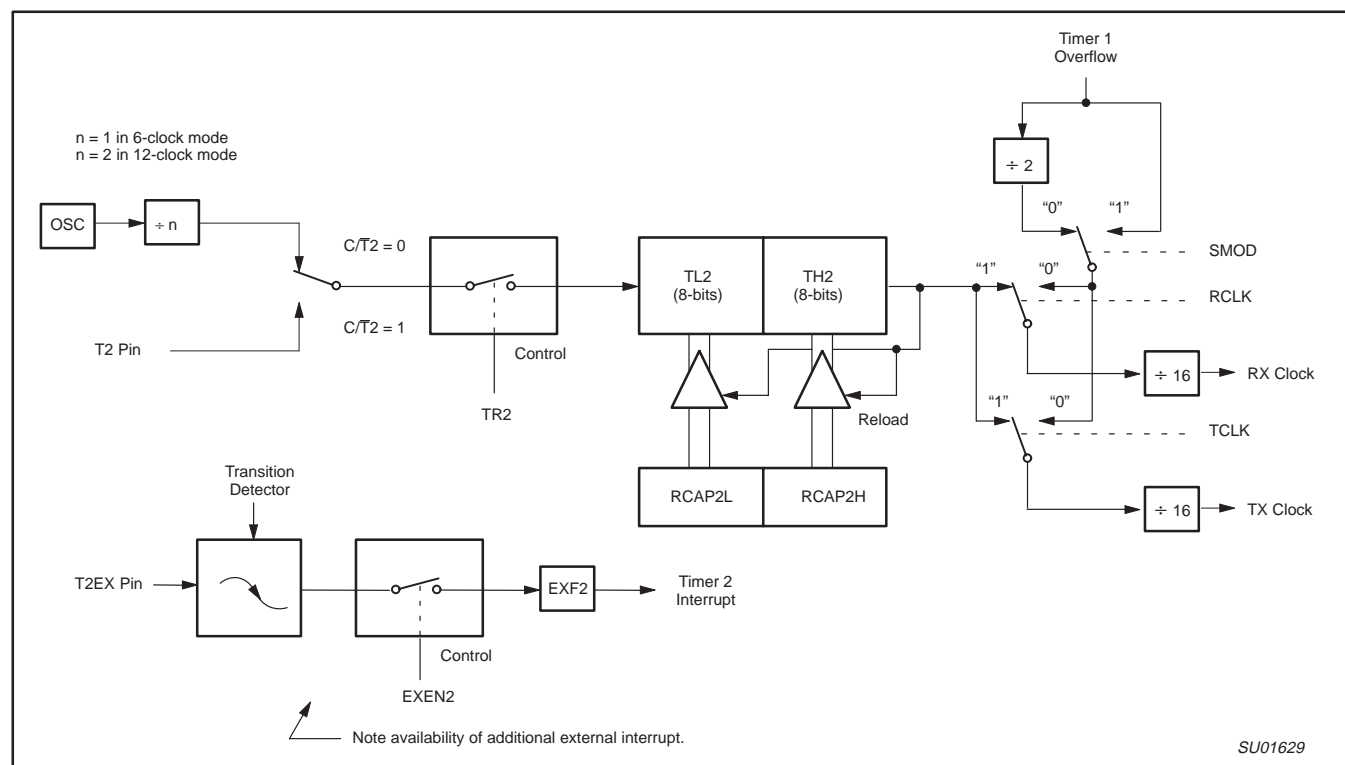 Timer 1
Overflow
n = 1 in 6-clock mode
n = 2 in 12-clock mode
÷ 2
“0”
“1”
OSC
÷ n
C/T̅2 = 0
SMOD
TL2
(8-bits)
TH2
(8-bits)
“1”
“0”
RCLK
C/T̅2 = 1
T2 Pin
Control
÷ 16
RX Clock
TR2
Reload
“1”
“0”
TCLK
Transition
Detector
RCAP2L
RCAP2H
÷ 16
TX Clock
T2EX Pin
EXF2
Timer 2
Interrupt
Control
EXEN2
Note availability of additional external interrupt.
SU01629